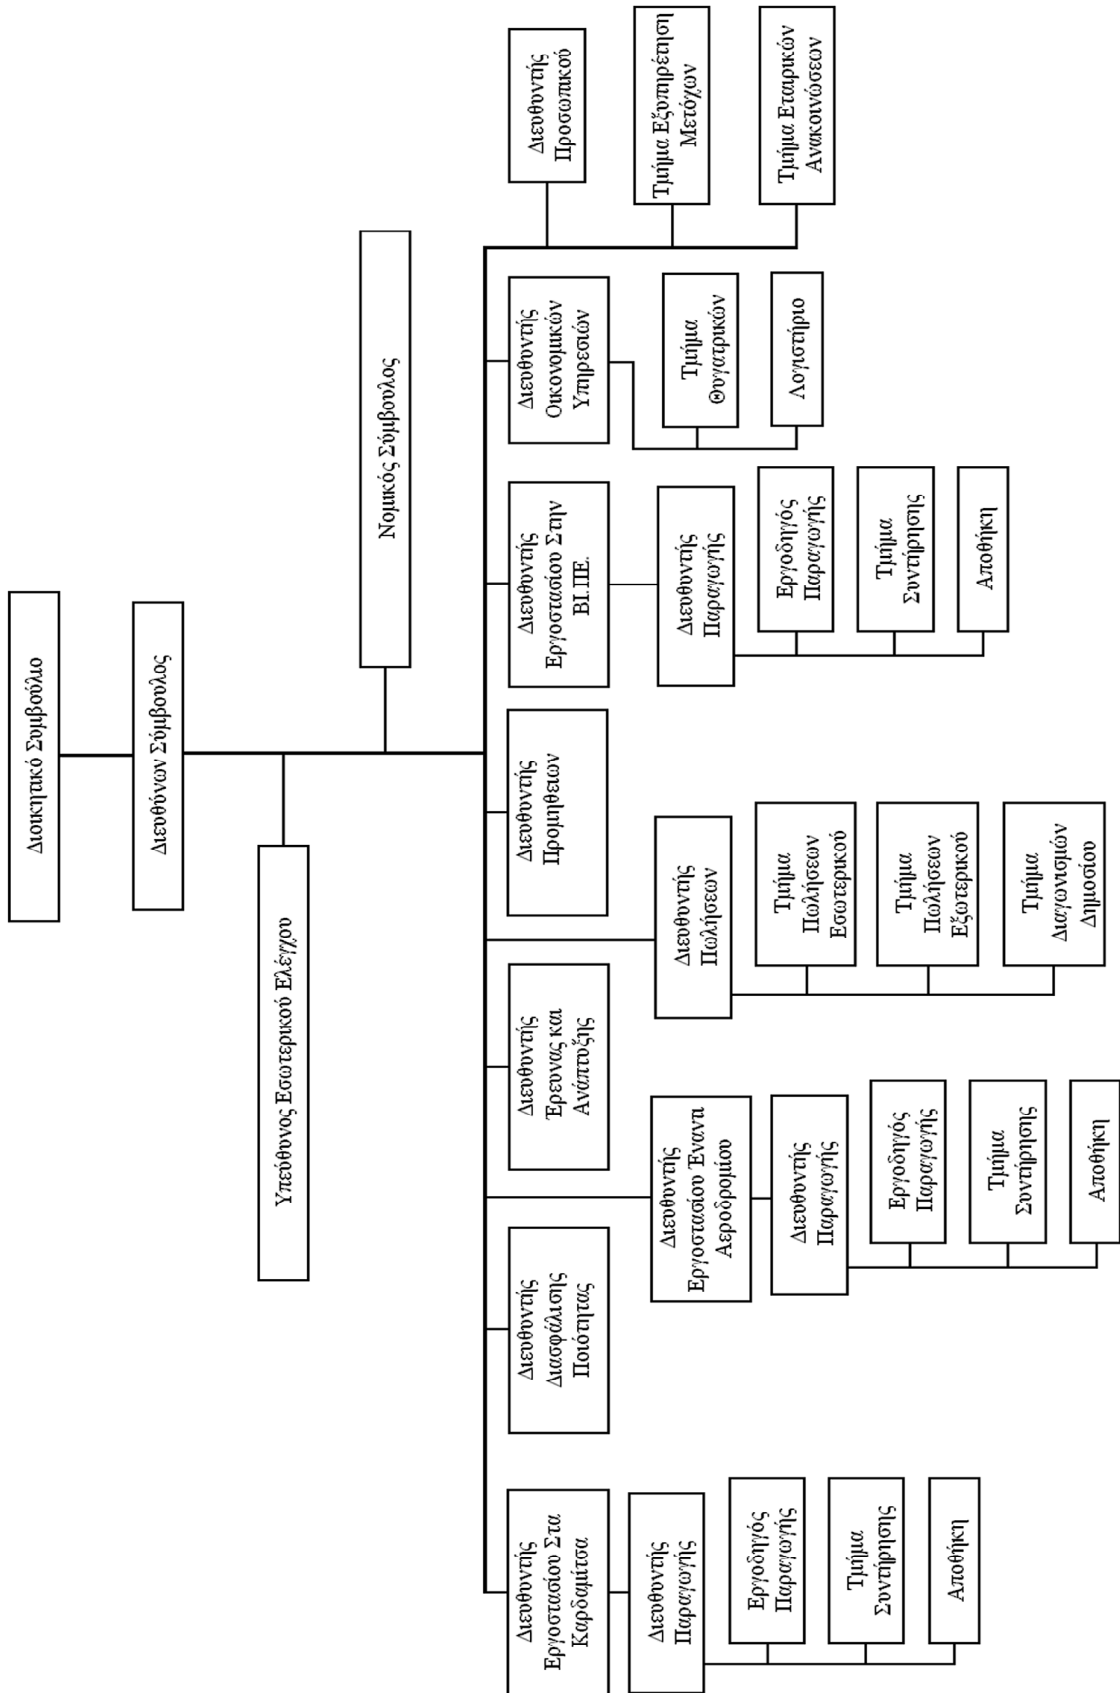 Διοικητικό Συμβούλιο
Διευθύνων Σύμβουλος
Υπεύθυνος Εσωτερικού Ελέγχου
Νομικός Σύμβουλος
Διευθυντής
Εργοστασίου Στα
Καρδαμίτσα
Διευθυντής
Παραγωγής
Εργοδηγός
Παραγωγής
Τμήμα
Συντήρησης
Αποθήκη
Διευθυντής
Διασφάλισης
Ποιότητας
Διευθυντής
Εργοστασίου Έναντι
Αεροδρομίου
Διευθυντής
Παραγωγής
Εργοδηγός
Παραγωγής
Τμήμα
Συντήρησης
Αποθήκη
Διευθυντής
Έρευνας και
Ανάπτυξης
Διευθυντής
Πωλήσεων
Τμήμα
Πωλήσεων
Εσωτερικού
Τμήμα
Πωλήσεων
Εξωτερικού
Τμήμα
Διαγωνισμών
Δημοσίου
Διευθυντής
Προμηθειων
Διευθυντής
Εργοστασίου Στην
ΒΙ.ΠΕ.
Διευθυντής
Παραγωγής
Εργοδηγός
Παραγωγής
Τμήμα
Συντήρησης
Αποθήκη
Διευθυντής
Οικονομικών
Υπηρεσιών
Τμήμα
Θυγατρικών
Λογιστήριο
Διευθυντής
Προσωπικού
Τμήμα Εξυπηρέτηση
Μετόχων
Τμήμα Εταιρικών
Ανακοινώσεων